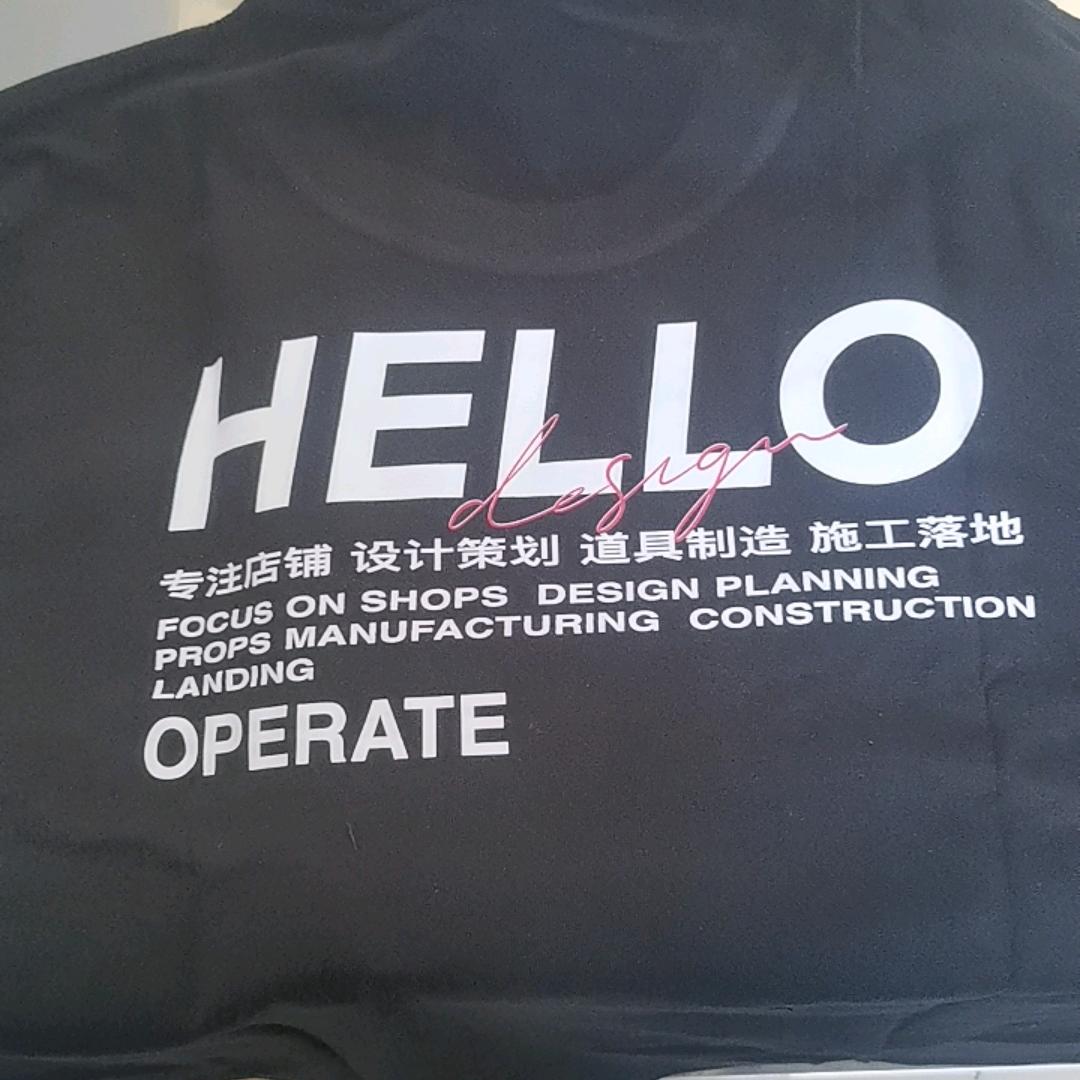 HELLO
design
专注店铺 设计策划 道具制造 施工落地
FOCUS ON SHOPS DESIGN PLANNING
PROPS MANUFACTURING CONSTRUCTION
LANDING
OPERATE